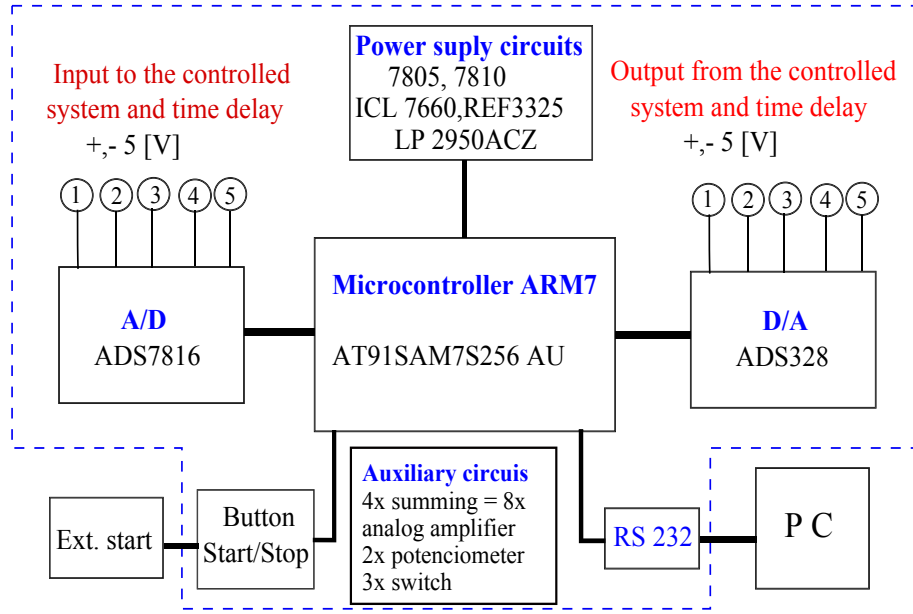 Power suply circuits
7805, 7810
ICL 7660,REF3325
LP 2950ACZ
Input to the controlled
system and time delay
+,- 5 [V]
Output from the controlled
system and time delay
+,- 5 [V]
1 2 3 4 5
1 2 3 4 5
A/D
ADS7816
Microcontroller ARM7
AT91SAM7S256 AU
D/A
ADS328
Ext. start
Button
Start/Stop
Auxiliary circuis
4x summing = 8x
analog amplifier
2x potenciometer
3x switch
RS 232
P C